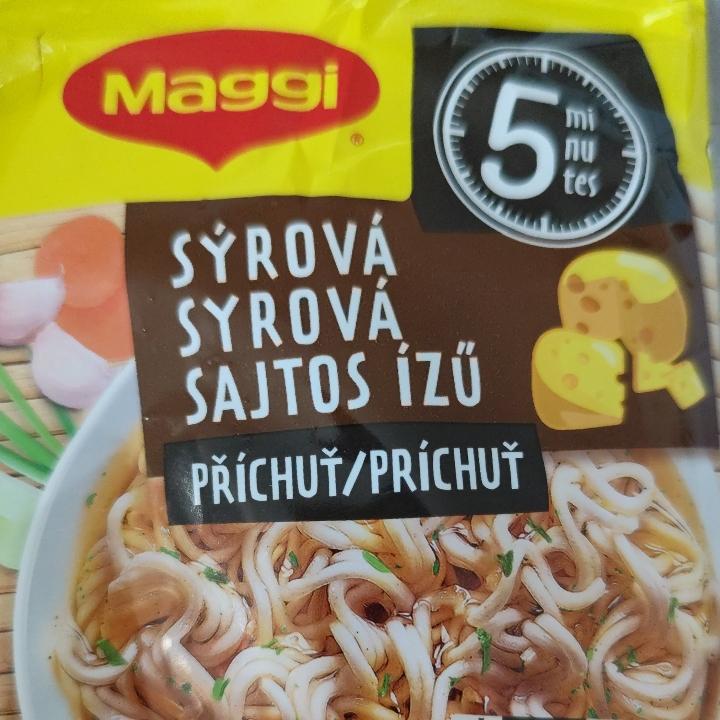 Maggi
®
5 mi
nu
tes
SÝROVÁ
SYROVÁ
SAJTOS ÍZŰ
PŘÍCHUŤ/PRÍCHUŤ